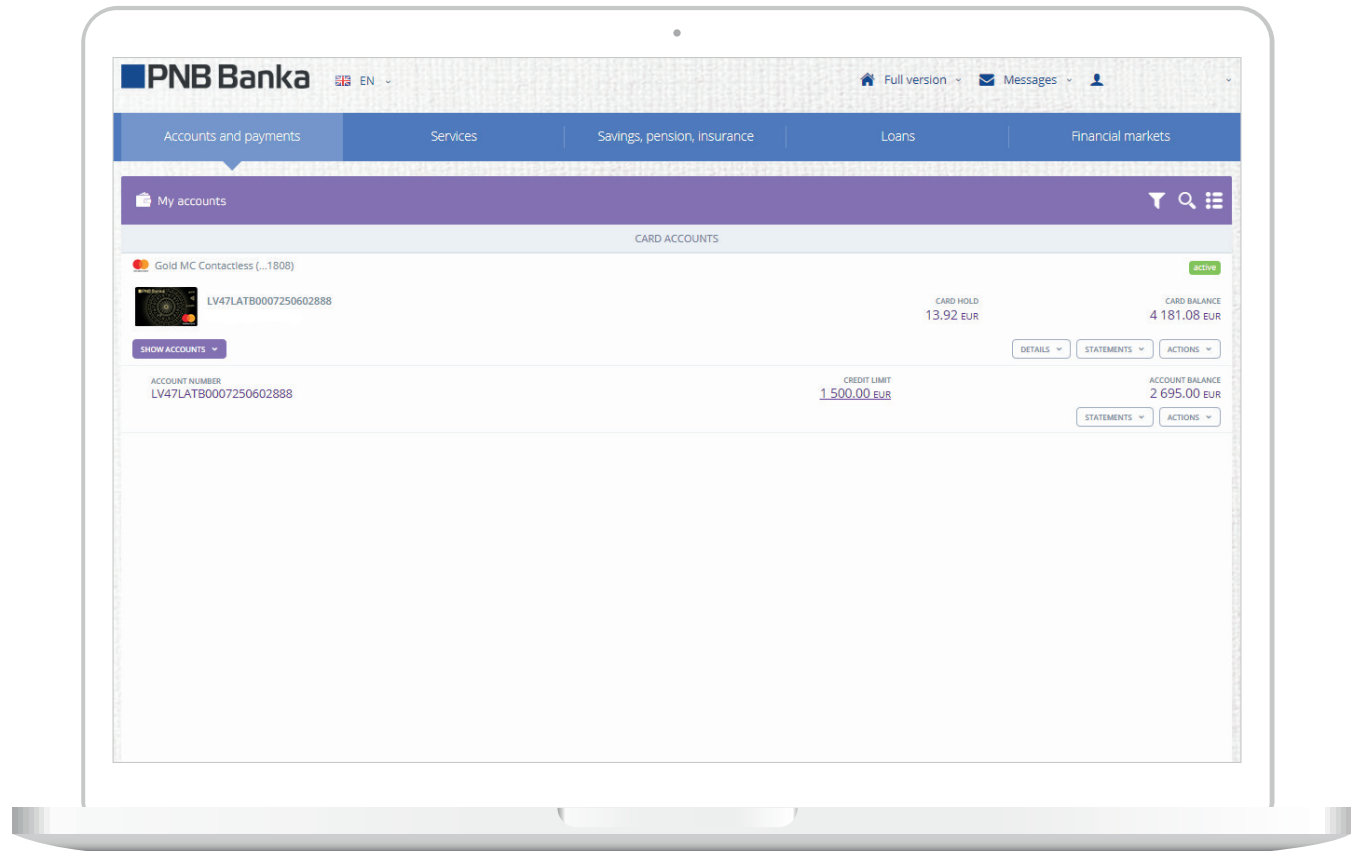 PNB Banka EN Full version Messages
Accounts and payments Services Savings, pension, insurance Loans Financial markets
My accounts
CARD ACCOUNTS
Gold MC Contactless (...1808) active
LV47LATB0007250602888 CARD HOLD CARD BALANCE
13.92 EUR 4 181.08 EUR
SHOW ACCOUNTS DETAILS STATEMENTS ACTIONS
ACCOUNT NUMBER CREDIT LIMIT ACCOUNT BALANCE
LV47LATB0007250602888 1 500.00 EUR 2 695.00 EUR
STATEMENTS ACTIONS